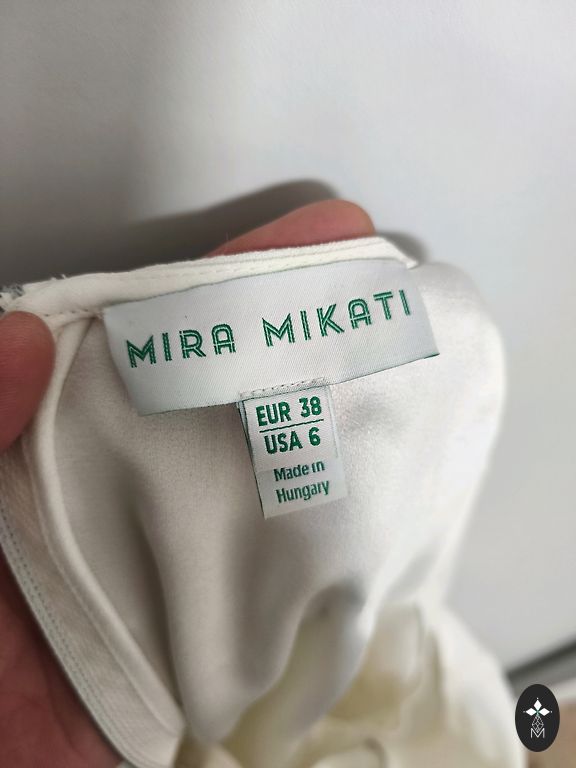 MIRA MIKATI
EUR 38
USA 6
Made in
Hungary
M